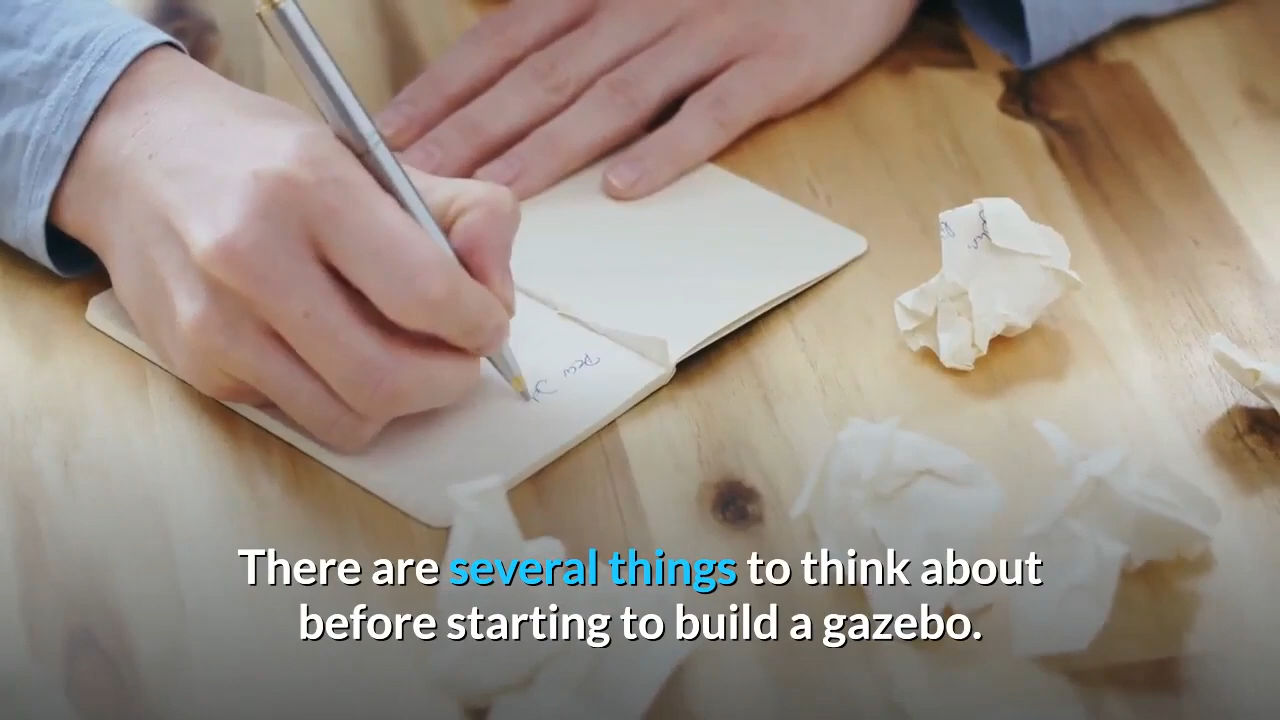 There are several things to think about
before starting to build a gazebo.